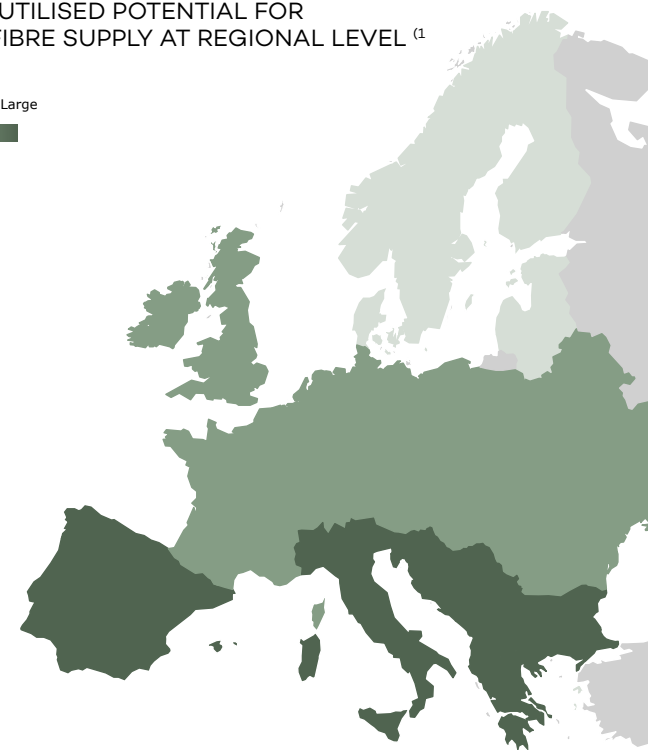 UTILISED POTENTIAL FOR
FIBRE SUPPLY AT REGIONAL LEVEL (1
Large